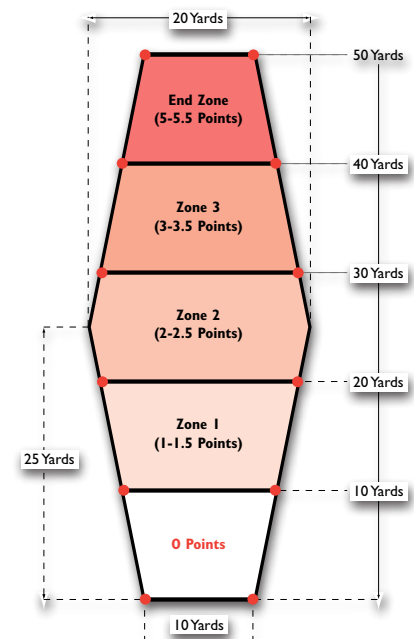 20 Yards
50 Yards
End Zone
(5-5.5 Points)
40 Yards
Zone 3
(3-3.5 Points)
30 Yards
Zone 2
(2-2.5 Points)
20 Yards
Zone 1
(1-1.5 Points)
25 Yards
10 Yards
0 Points
10 Yards